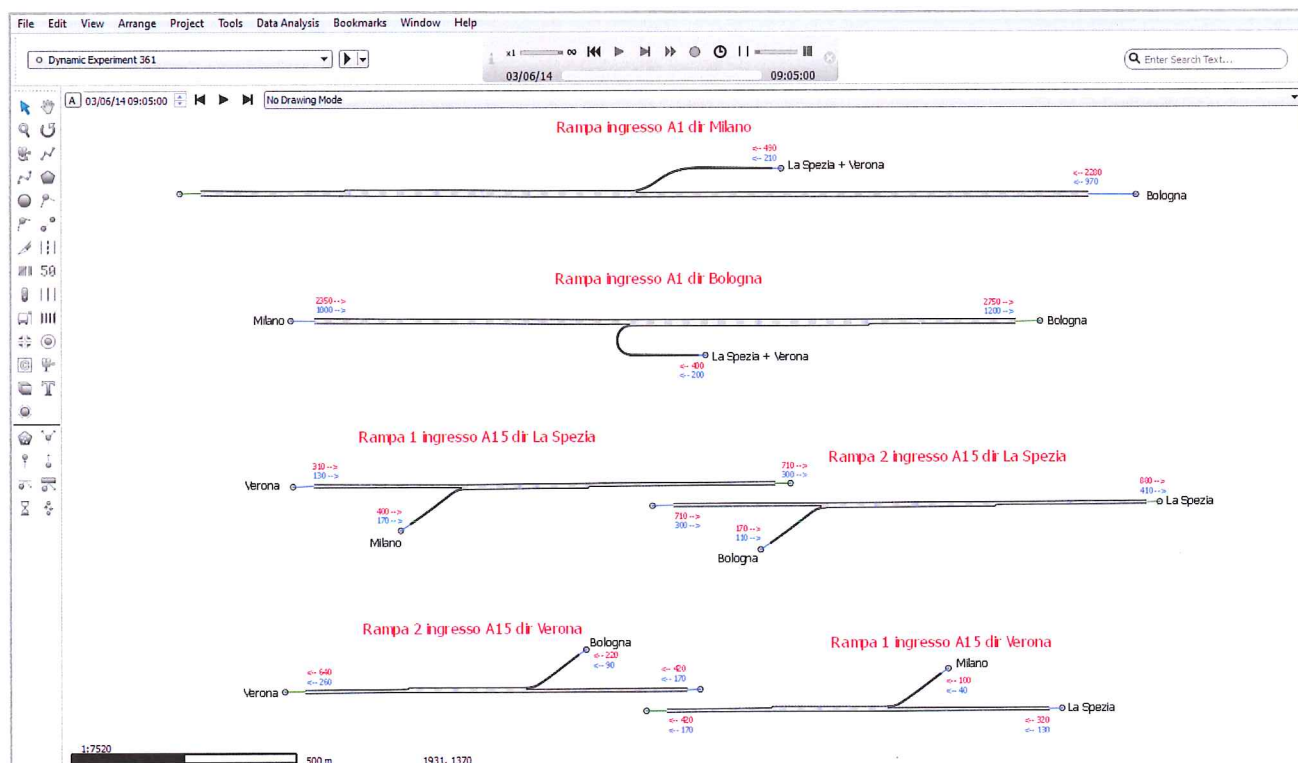 File Edit View Arrange Project Tools Data Analysis Bookmarks Window Help
Dynamic Experiment 361
x1 ∞
03/06/14 09:05:00
Enter Search Text...
A 03/06/14 09:05:00 No Drawing Mode
Rampa ingresso A1 dir Milano
<-- 490
<-- 210
La Spezia + Verona
<-- 2280
<-- 970
Bologna
Rampa ingresso A1 dir Bologna
2350 -->
1000 -->
Milano
2750 -->
1200 -->
Bologna
La Spezia + Verona
<-- 400
<-- 200
Rampa 1 ingresso A15 dir La Spezia
310 -->
130 -->
Verona
710 -->
300 -->
400 -->
170 -->
Milano
Rampa 2 ingresso A15 dir La Spezia
880 -->
410 -->
La Spezia
710 -->
300 -->
170 -->
110 -->
Bologna
Rampa 2 ingresso A15 dir Verona
Bologna
<-- 220
<-- 90
<-- 640
<-- 260
Verona
<-- 420
<-- 170
Rampa 1 ingresso A15 dir Verona
Milano
<-- 100
<-- 40
La Spezia
<-- 420
<-- 170
<-- 320
<-- 130
50
T
1:7520
500 m
1931, 1370